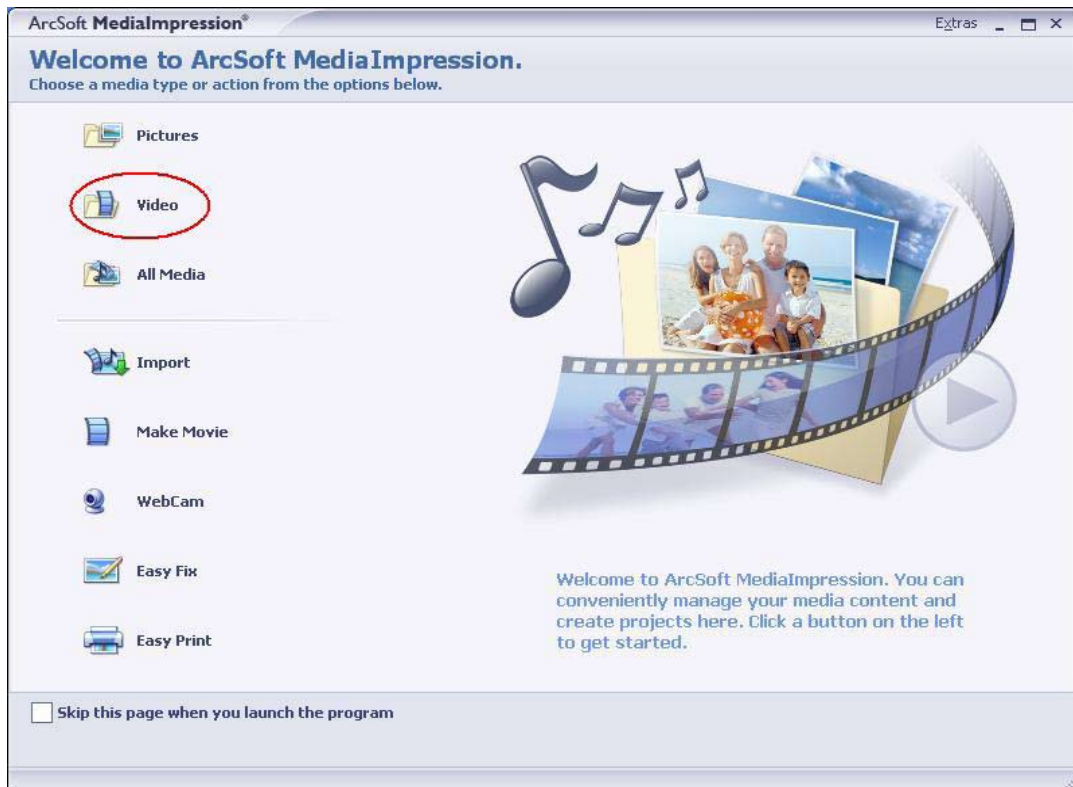 ArcSoft MediaImpression®
Extras
Welcome to ArcSoft MediaImpression.
Choose a media type or action from the options below.
Pictures
Video
All Media
Import
Make Movie
WebCam
Easy Fix
Easy Print
Welcome to ArcSoft MediaImpression. You can
conveniently manage your media content and
create projects here. Click a button on the left
to get started.
Skip this page when you launch the program